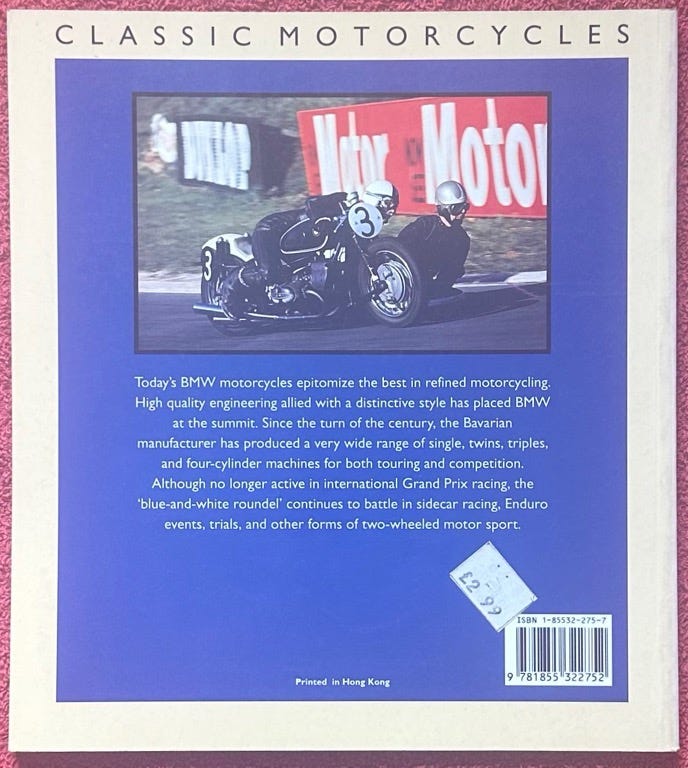 CLASSIC MOTORCYCLES
DUNLOP
Motor Motor
3
3
Today's BMW motorcycles epitomize the best in refined motorcycling.
High quality engineering allied with a distinctive style has placed BMW
at the summit. Since the turn of the century, the Bavarian
manufacturer has produced a very wide range of single, twins, triples,
and four-cylinder machines for both touring and competition.
Although no longer active in international Grand Prix racing, the
'blue-and-white roundel' continues to battle in sidecar racing, Enduro
events, trials, and other forms of two-wheeled motor sport.
£2.99
ISBN 1-85532-275-7
9 781855 322752
Printed in Hong Kong